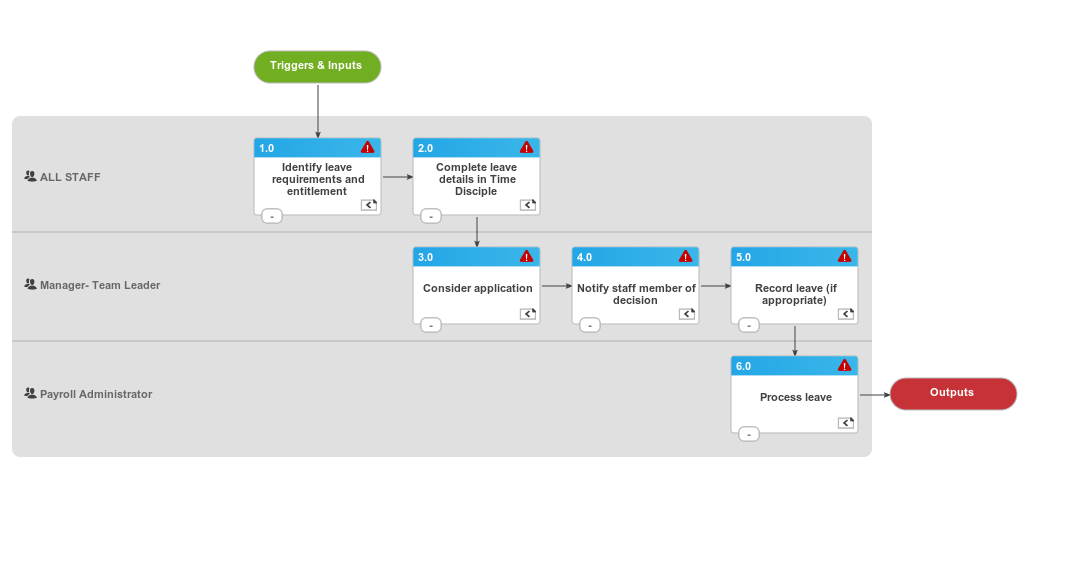 Triggers & Inputs
ALL STAFF
1.0
Identify leave
requirements and
entitlement
-
2.0
Complete leave
details in Time
Disciple
-
Manager- Team Leader
3.0
Consider application
-
4.0
Notify staff member of
decision
-
5.0
Record leave (if
appropriate)
-
Payroll Administrator
6.0
Process leave
-
Outputs